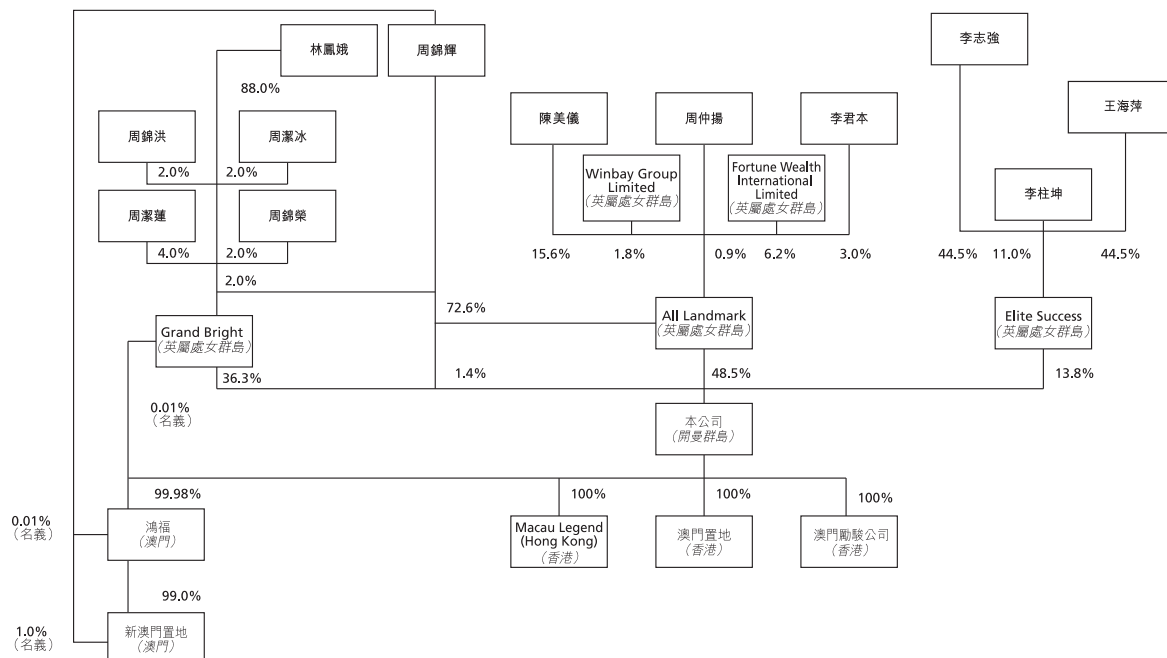 林鳳娥
周錦輝
李志強
88.0%
陳美儀
周仲揚
李君本
王海萍
周錦洪
周潔冰
2.0%
2.0%
Winbay Group
Limited
(英屬處女群島)
Fortune Wealth
International
Limited
(英屬處女群島)
李柱坤
周潔蓮
周錦榮
4.0%
2.0%
15.6%
1.8%
0.9%
6.2%
3.0%
44.5%
11.0%
44.5%
2.0%
72.6%
Grand Bright
(英屬處女群島)
All Landmark
(英屬處女群島)
Elite Success
(英屬處女群島)
36.3%
1.4%
48.5%
13.8%
0.01%
(名義)
本公司
(開曼群島)
99.98%
100%
100%
100%
0.01%
(名義)
鴻福
(澳門)
Macau Legend
(Hong Kong)
(香港)
澳門置地
(香港)
澳門勵駿公司
(香港)
99.0%
1.0%
(名義)
新澳門置地
(澳門)